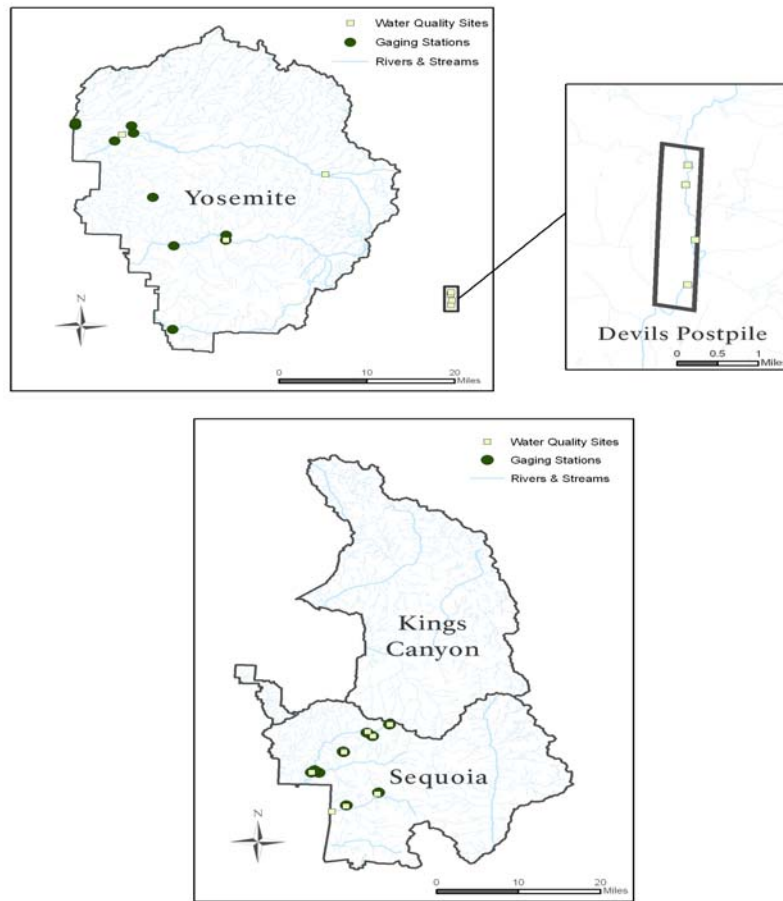 Water Quality Sites
Gaging Stations
Rivers & Streams
Yosemite
N
0 10 20
Miles
Devils Postpile
0 0.5 1
Miles
Water Quality Sites
Gaging Stations
Rivers & Streams
Kings
Canyon
Sequoia
N
0 10 20
Miles